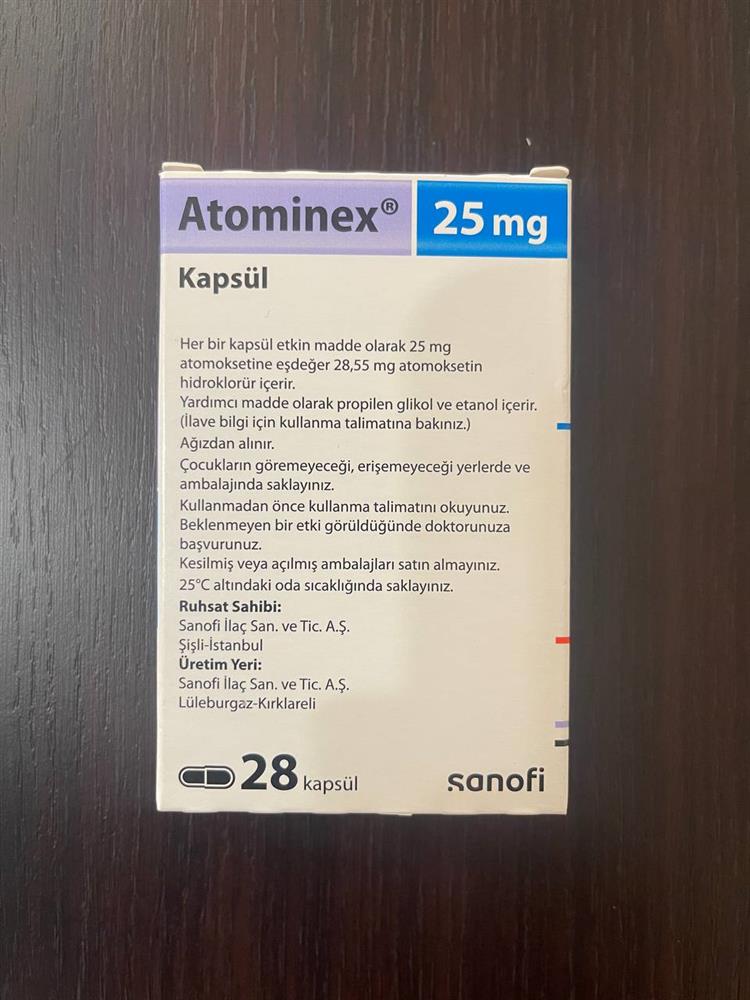 Atominex®
25 mg
Kapsül
Her bir kapsül etkin madde olarak 25 mg
atomoksetine eşdeğer 28,55 mg atomoksetin
hidroklorür içerir.
Yardımcı madde olarak propilen glikol ve etanol içerir.
(İlave bilgi için kullanma talimatına bakınız.)
Ağızdan alınır.
Çocukların göremeyeceği, erişemeyeceği yerlerde ve
ambalajında saklayınız.
Kullanmadan önce kullanma talimatını okuyunuz.
Beklenmeyen bir etki görüldüğünde doktorunuza
başvurunuz.
Kesilmiş veya açılmış ambalajları satın almayınız.
25°C altındaki oda sıcaklığında saklayınız.
Ruhsat Sahibi:
Sanofi İlaç San. ve Tic. A.Ş.
Şişli-İstanbul
Üretim Yeri:
Sanofi İlaç San. ve Tic. A.Ş.
Lüleburgaz-Kırklareli
28 kapsül
sanofi